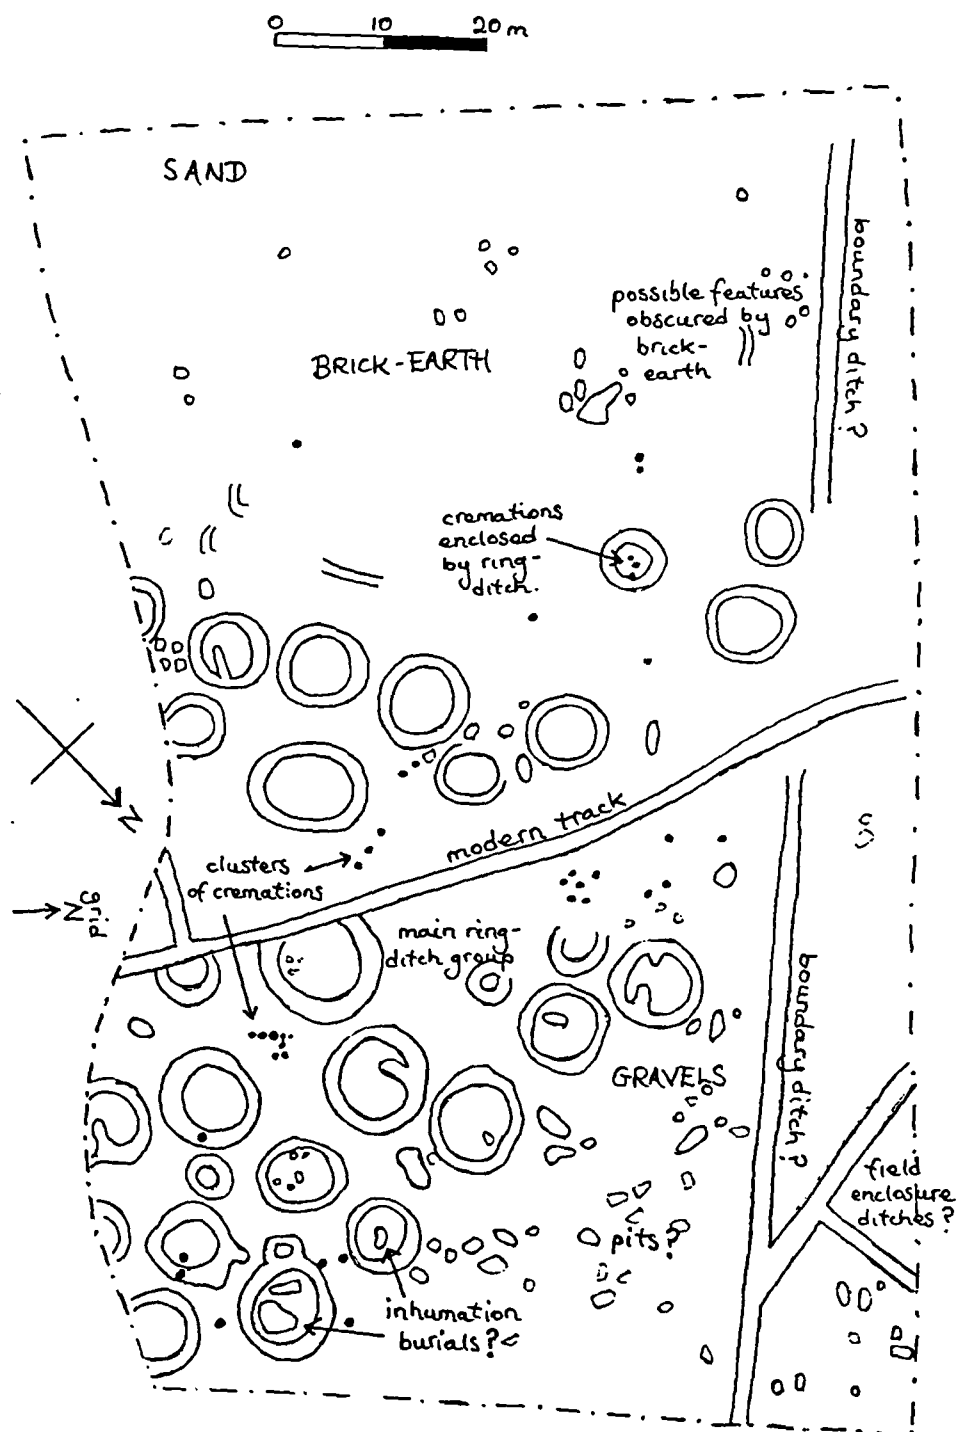 0 10 20 m
SAND
boundary ditch?
possible features
obscured by
brick-
earth
BRICK-EARTH
cremations
enclosed
by ring-
ditch.
N
modern track
clusters
of cremations
N
grid
main ring-
ditch group
GRAVELS
boundary ditch?
field
enclosure
ditches?
pits?
inhumation
burials?